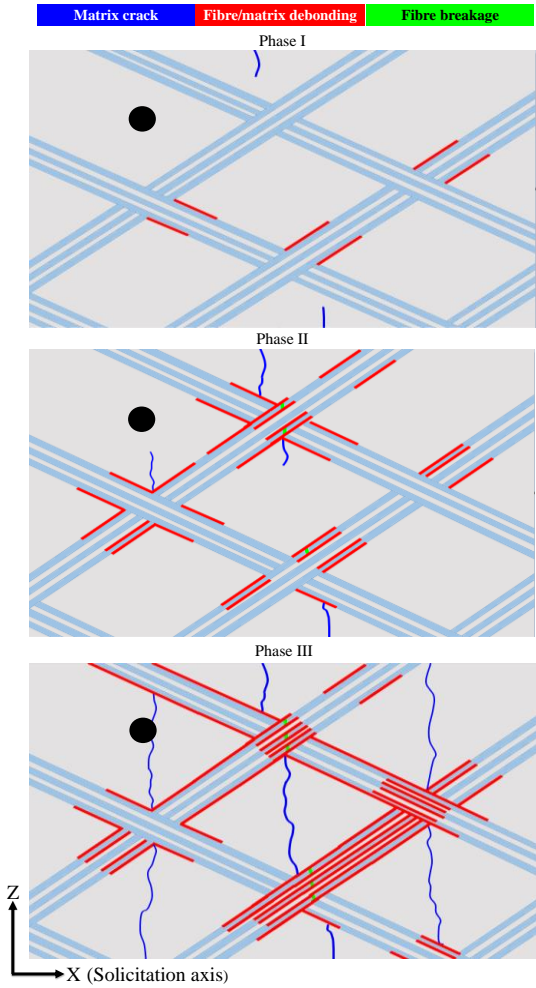 Matrix crack Fibre/matrix debonding Fibre breakage
Phase I
Phase II
Phase III
Z
X (Solicitation axis)